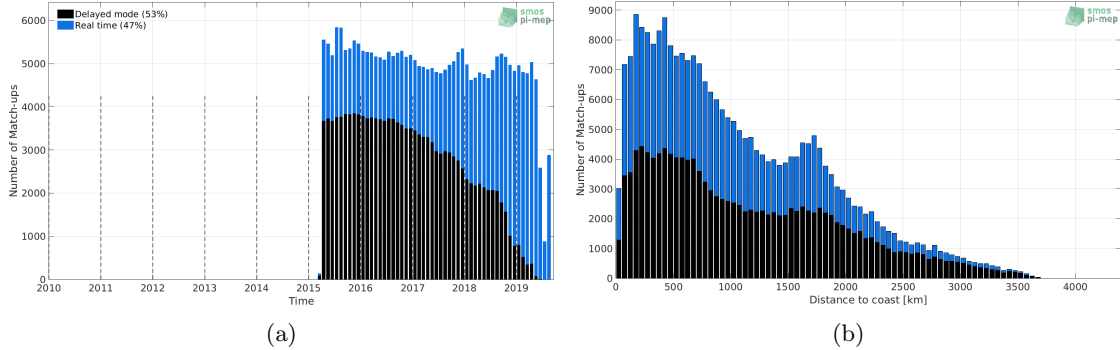 Delayed mode (53%)
Real time (47%)
smos
pi-mep
Number of Match-ups
6000
5000
4000
3000
2000
1000
0
2010 2011 2012 2013 2014 2015 2016 2017 2018 2019
Time
(a)
smos
pi-mep
Number of Match-ups
9000
8000
7000
6000
5000
4000
3000
2000
1000
0
0 500 1000 1500 2000 2500 3000 3500 4000
Distance to coast [km]
(b)